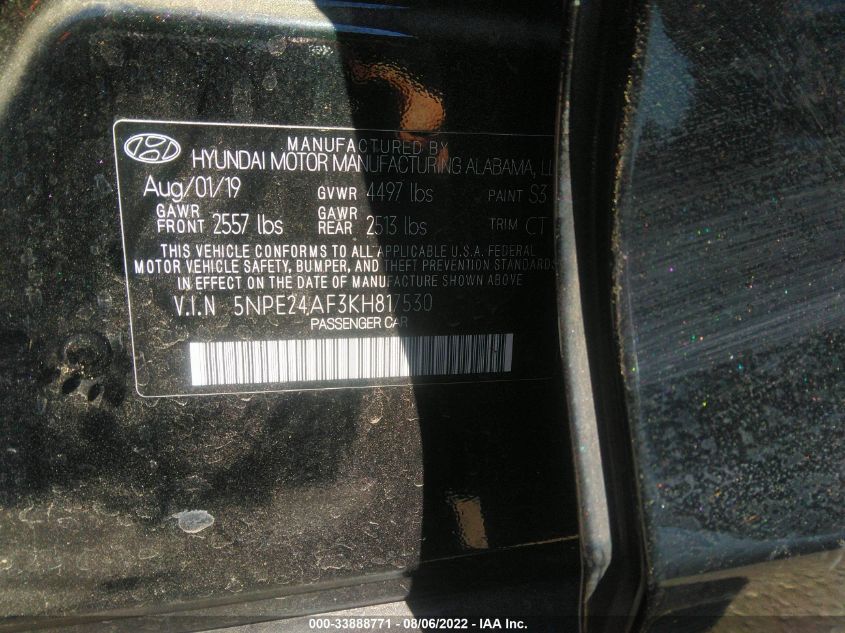 MANUFACTURED BY
HYUNDAI MOTOR MANUFACTURING ALABAMA, LL
Aug/01/19 GVWR 4497 lbs PAINT S3
GAWR FRONT 2557 lbs GAWR REAR 2513 lbs TRIM CT
THIS VEHICLE CONFORMS TO ALL APPLICABLE U.S.A. FEDERAL
MOTOR VEHICLE SAFETY, BUMPER, AND THEFT PREVENTION STANDARDS
IN EFFECT ON THE DATE OF MANUFACTURE SHOWN ABOVE.
V.I.N 5NPE24AF3KH817530
PASSENGER CAR
000-33888771 - 08/06/2022 - IAA Inc.